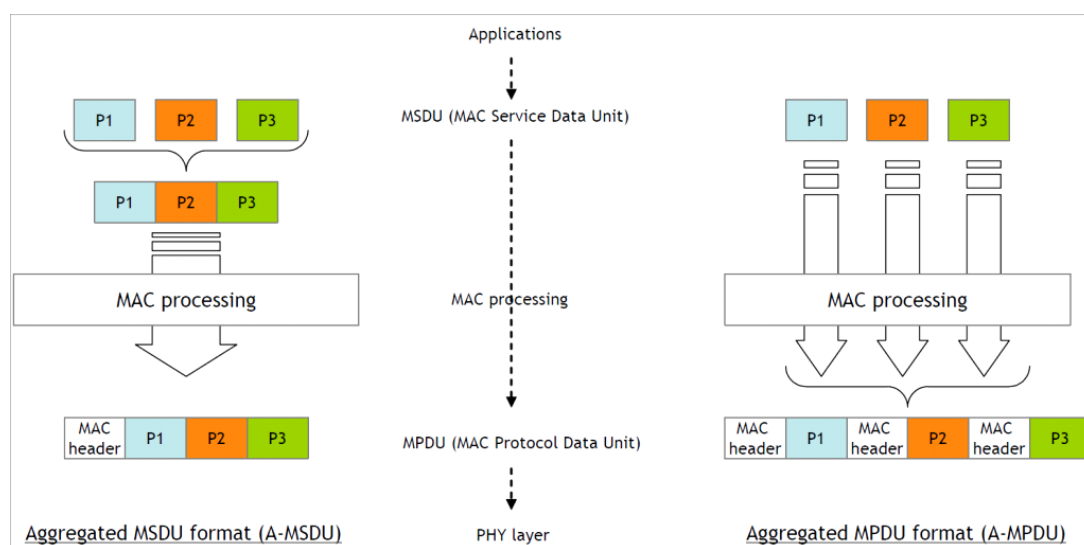 Applications
P1 P2 P3
MSDU (MAC Service Data Unit)
P1 P2 P3
P1 P2 P3
MAC processing
MAC processing
MAC processing
MAC header P1 P2 P3
MPDU (MAC Protocol Data Unit)
MAC header P1 MAC header P2 MAC header P3
Aggregated MSDU format (A-MSDU)
PHY layer
Aggregated MPDU format (A-MPDU)